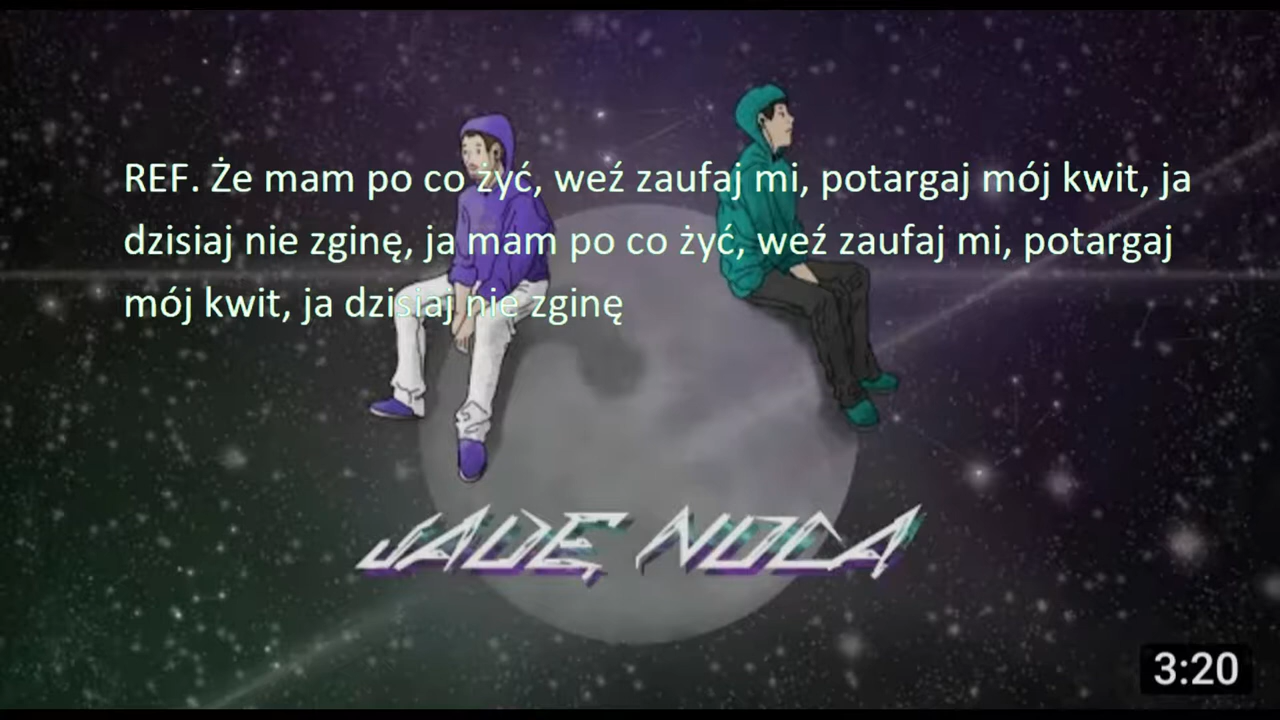 REF. Że mam po co żyć, weź zaufaj mi, potargaj mój kwit, ja
dzisiaj nie zginę, ja mam po co żyć, weź zaufaj mi, potargaj
mój kwit, ja dzisiaj nie zginę
JADĘ NOCĄ
3:20